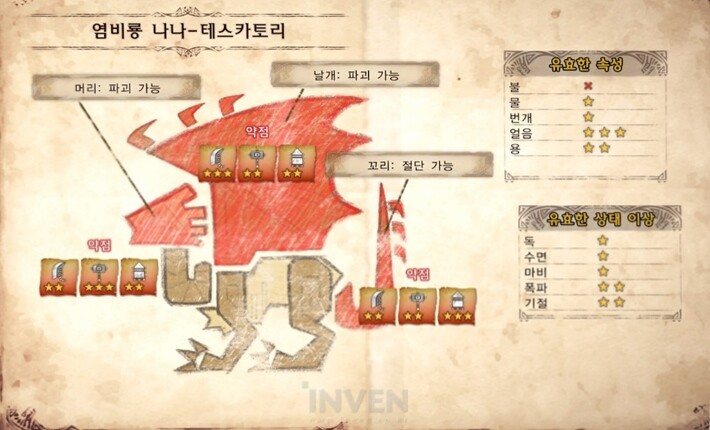 염비룡 나나-테스카토리
날개: 파괴 가능
머리: 파괴 가능
약점
꼬리: 절단 가능
약점
약점
유효한 속성
불
물
번개
얼음
용
유효한 상태 이상
독
수면
마비
폭파
기절
INVEN